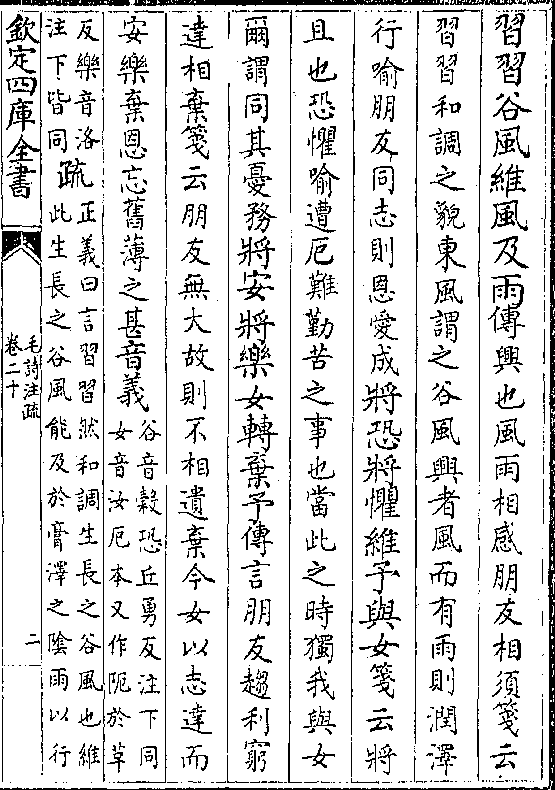 習習谷風維風及雨傳興也風雨相感朋友相須箋云
習習和調之貌東風謂之谷風興者風而有雨則潤澤
行喻朋友同志則恩愛成將恐將懼維予與女箋云將
且也恐懼喻遭厄難勤苦之事也當此之時獨我與女
爾謂同其憂務將安將樂女轉棄予傳言朋友趨利窮
達相棄箋云朋友無大故則不相遺棄今女以志達而
安樂棄恩忘舊薄之甚音義谷音穀恐丘勇反注下同
女音汝厄本又作阨於草
反樂音洛
注下皆同疏正義曰言習習然和調生長之谷風也維
此生長之谷風能及於膏澤之陰雨以行
欽定四庫全書
毛詩注疏
卷二十
二